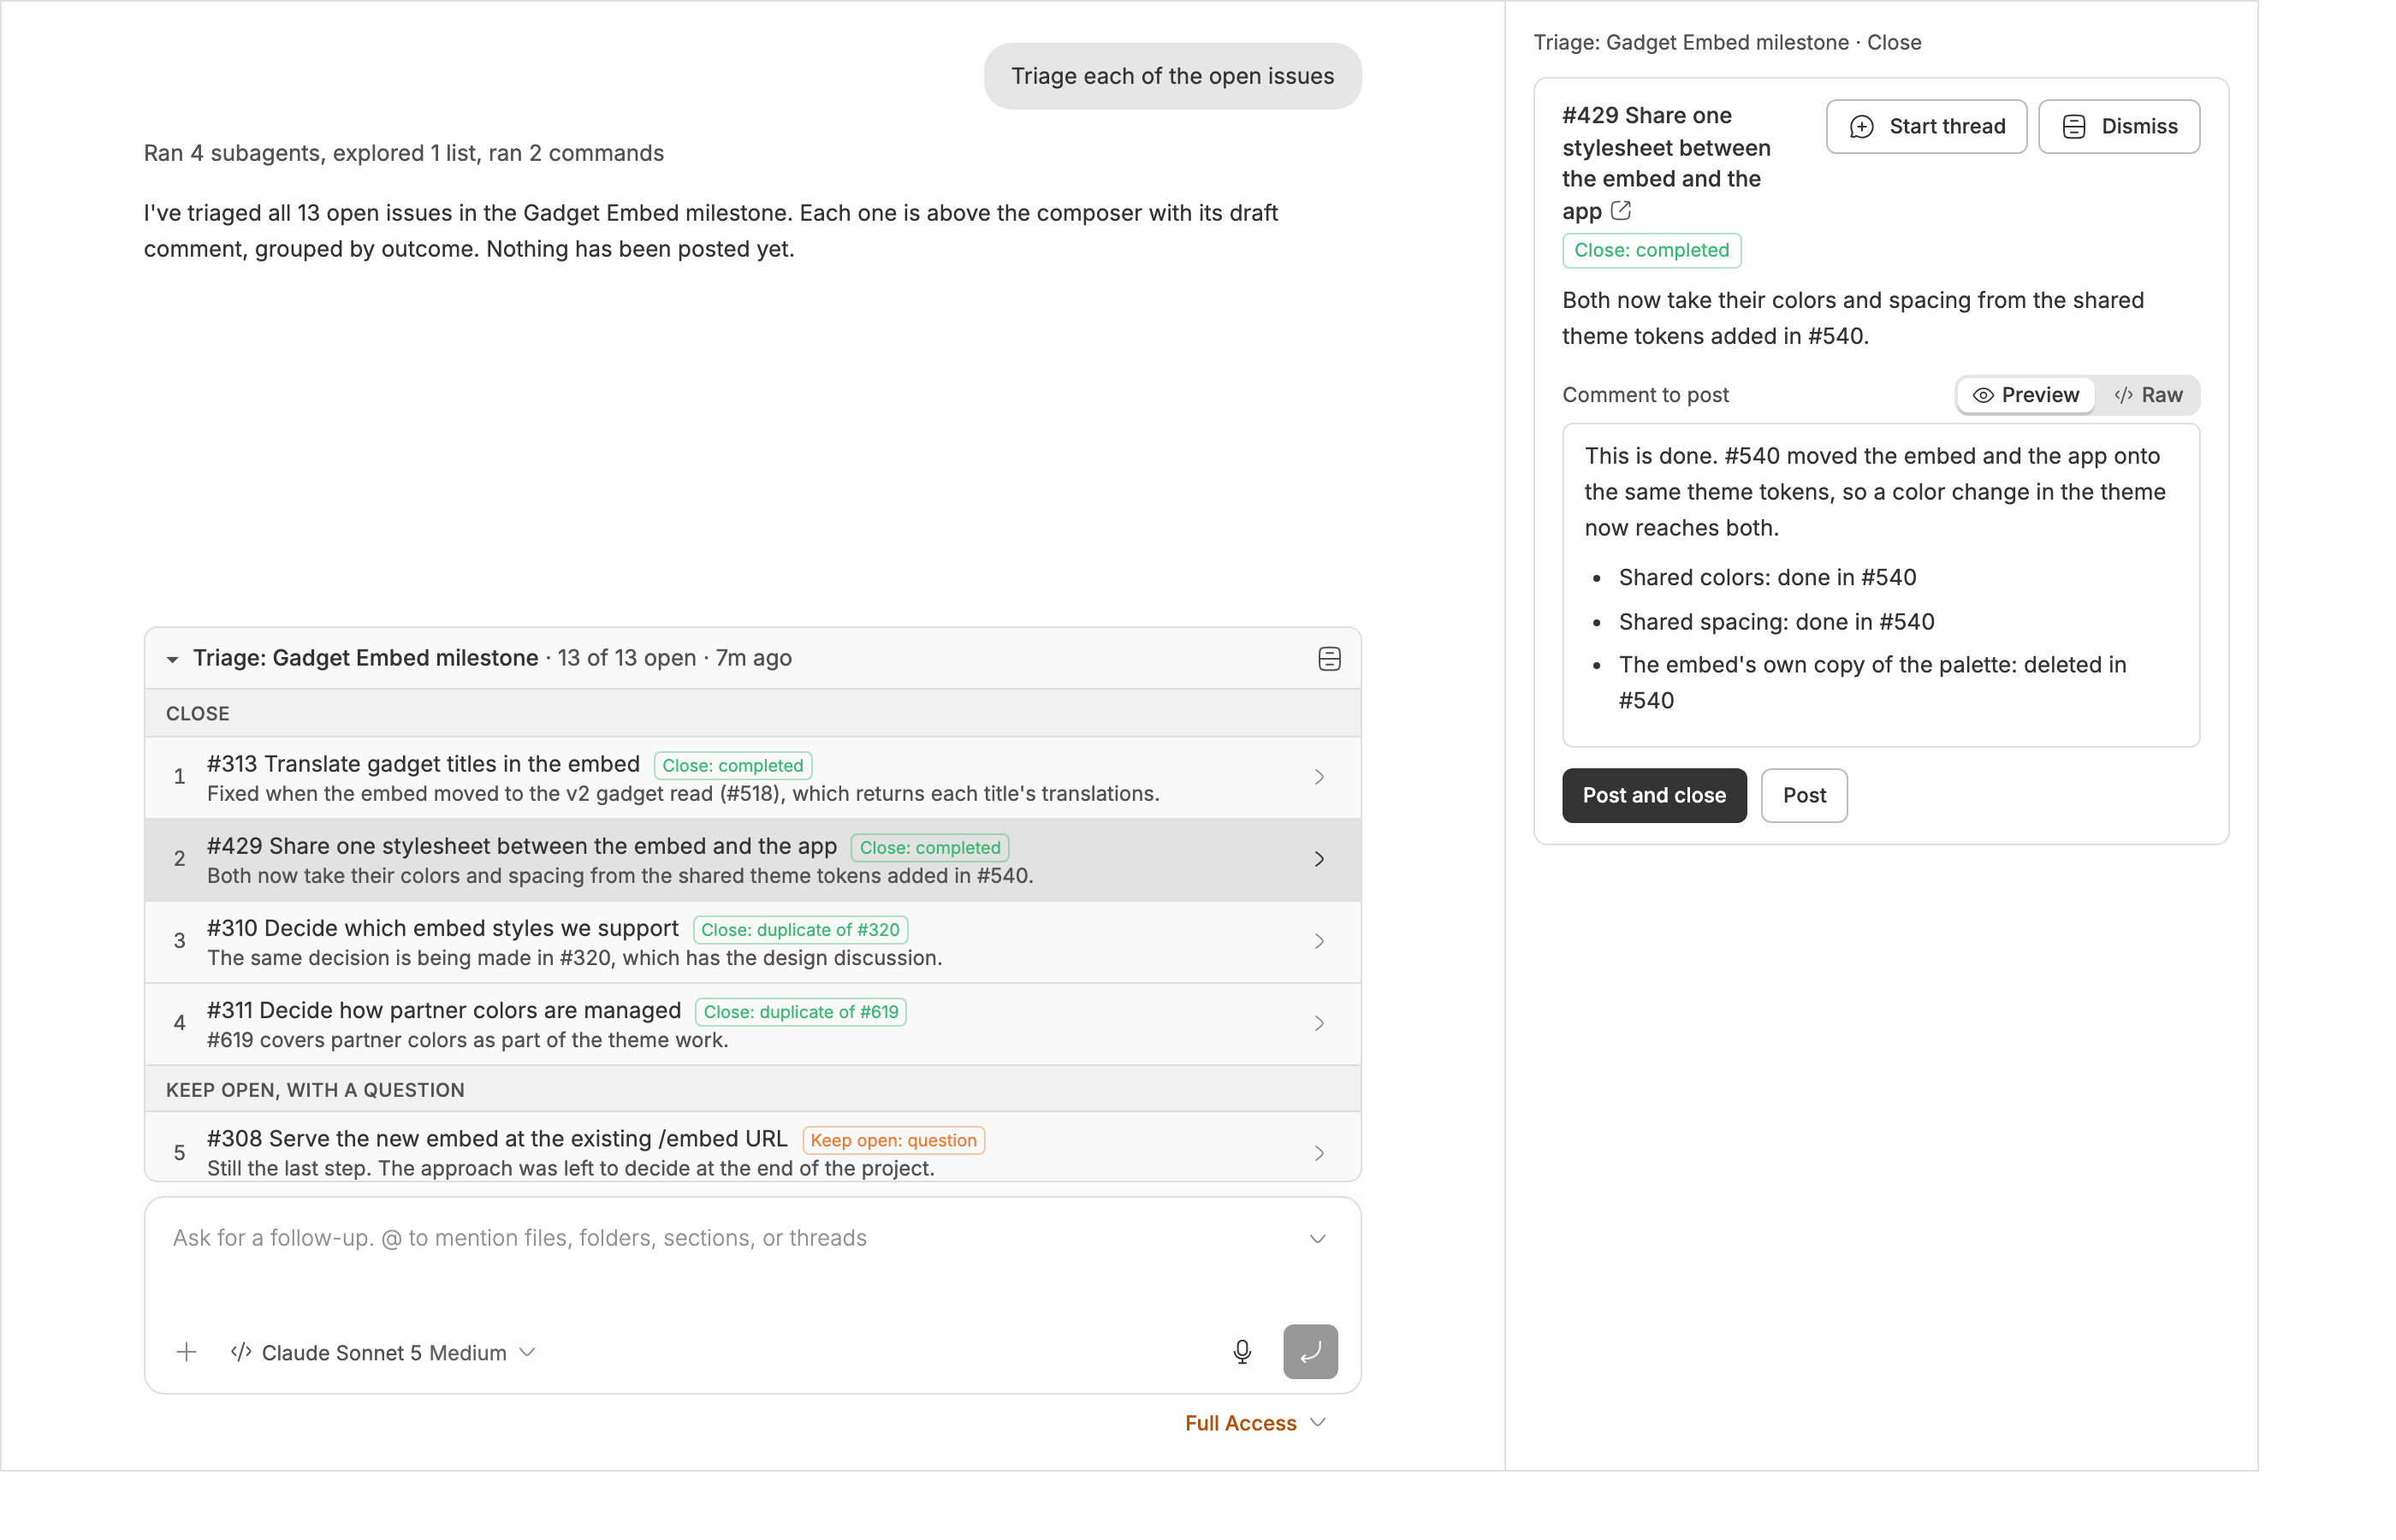 Triage each of the open issues
Ran 4 subagents, explored 1 list, ran 2 commands
I've triaged all 13 open issues in the Gadget Embed milestone. Each one is above the composer with its draft
comment, grouped by outcome. Nothing has been posted yet.
Triage: Gadget Embed milestone · 13 of 13 open · 7m ago
CLOSE
1
#313 Translate gadget titles in the embed Close: completed
Fixed when the embed moved to the v2 gadget read (#518), which returns each title's translations.
2
#429 Share one stylesheet between the embed and the app Close: completed
Both now take their colors and spacing from the shared theme tokens added in #540.
3
#310 Decide which embed styles we support Close: duplicate of #320
The same decision is being made in #320, which has the design discussion.
4
#311 Decide how partner colors are managed Close: duplicate of #619
#619 covers partner colors as part of the theme work.
KEEP OPEN, WITH A QUESTION
5
#308 Serve the new embed at the existing /embed URL Keep open: question
Still the last step. The approach was left to decide at the end of the project.
Ask for a follow-up. @ to mention files, folders, sections, or threads
</> Claude Sonnet 5 Medium
Full Access
Triage: Gadget Embed milestone · Close
#429 Share one
stylesheet between
the embed and the
app
Start thread
Dismiss
Close: completed
Both now take their colors and spacing from the shared
theme tokens added in #540.
Comment to post
Preview
</> Raw
This is done. #540 moved the embed and the app onto
the same theme tokens, so a color change in the theme
now reaches both.
• Shared colors: done in #540
• Shared spacing: done in #540
• The embed's own copy of the palette: deleted in
#540
Post and close
Post